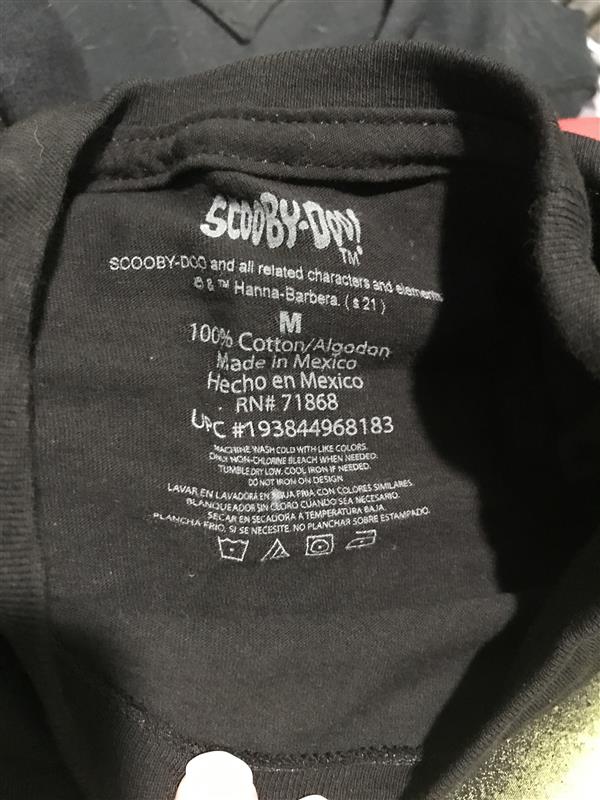 SCOOBY-DOO!
TM
SCOOBY-DOO and all related characters and elements
© & ™ Hanna-Barbera. (s21)
M
100% Cotton/Algodon
Made in Mexico
Hecho en Mexico
RN# 71868
UPC #193844968183
MACHINE WASH COLD WITH LIKE COLORS.
ONLY NON-CHLORINE BLEACH WHEN NEEDED.
TUMBLE DRY LOW. COOL IRON IF NEEDED.
DO NOT IRON ON DESIGN
LAVAR EN LAVADORA EN AGUA FRIA CON COLORES SIMILARES.
BLANQUEADOR SIN CLORO CUANDO SEA NECESARIO.
SECAR EN SECADORA A TEMPERATURA BAJA.
PLANCHA FRIO, SI SE NECESITE. NO PLANCHAR SOBRE ESTAMPADO.